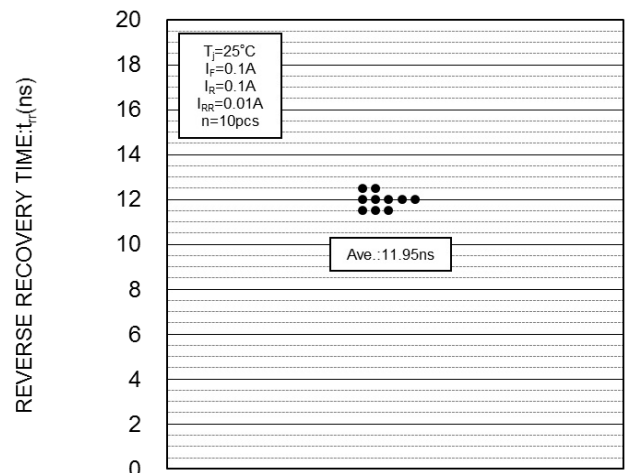 REVERSE RECOVERY TIME:trr(ns)
20
18
16
14
12
10
8
6
4
2
0
Tj=25°C
IF=0.1A
IR=0.1A
IRR=0.01A
n=10pcs
Ave.:11.95ns